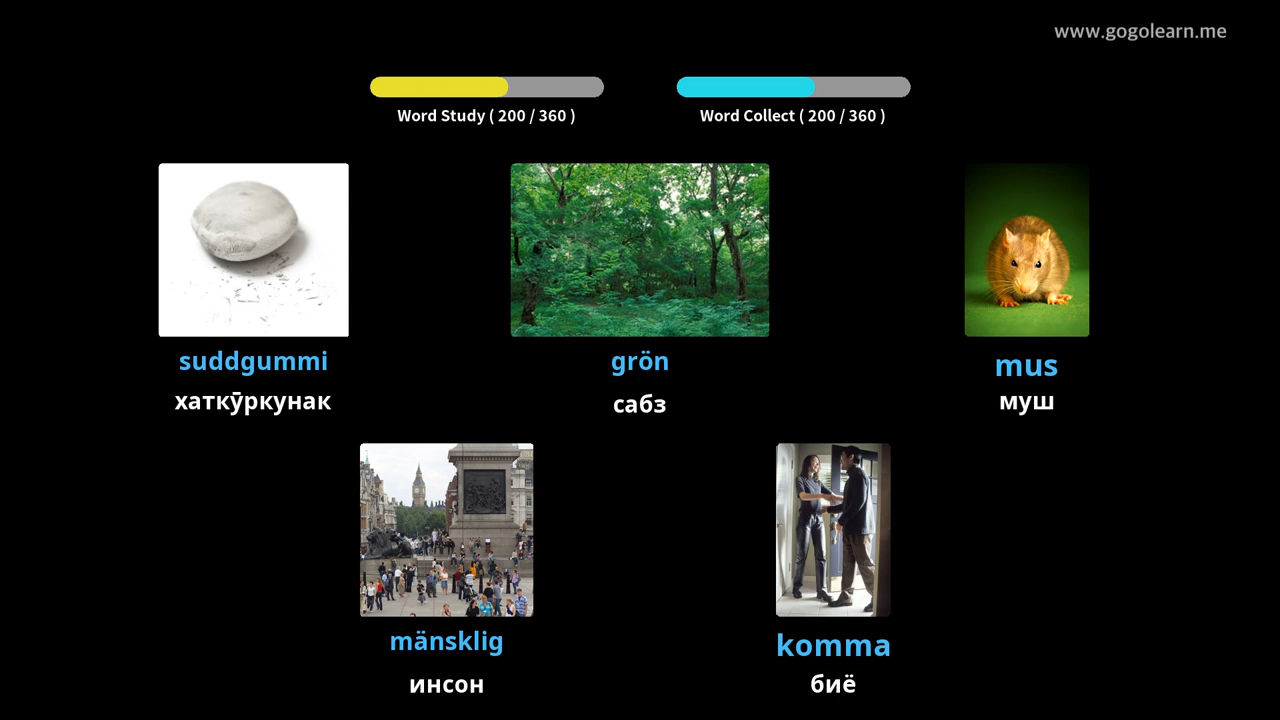 www.gogolearn.me
Word Study ( 200 / 360 )
Word Collect ( 200 / 360 )
suddgummi
хаткӯркунак
grön
сабз
mus
муш
mänsklig
инсон
komma
биё